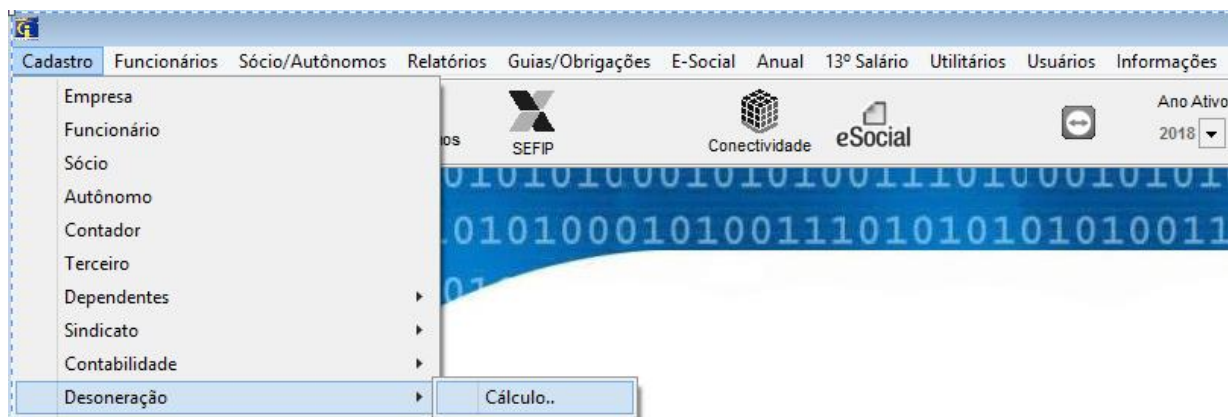 Cadastro Funcionários Sócio/Autônomos Relatórios Guias/Obrigações E-Social Anual 13º Salário Utilitários Usuários Informações
Empresa
Funcionário
Sócio
Autônomo
Contador
Terceiro
Dependentes
Sindicato
Contabilidade
Desoneração
Cálculo..
SEFIP
Conectividade
eSocial
Ano Ativo
2018